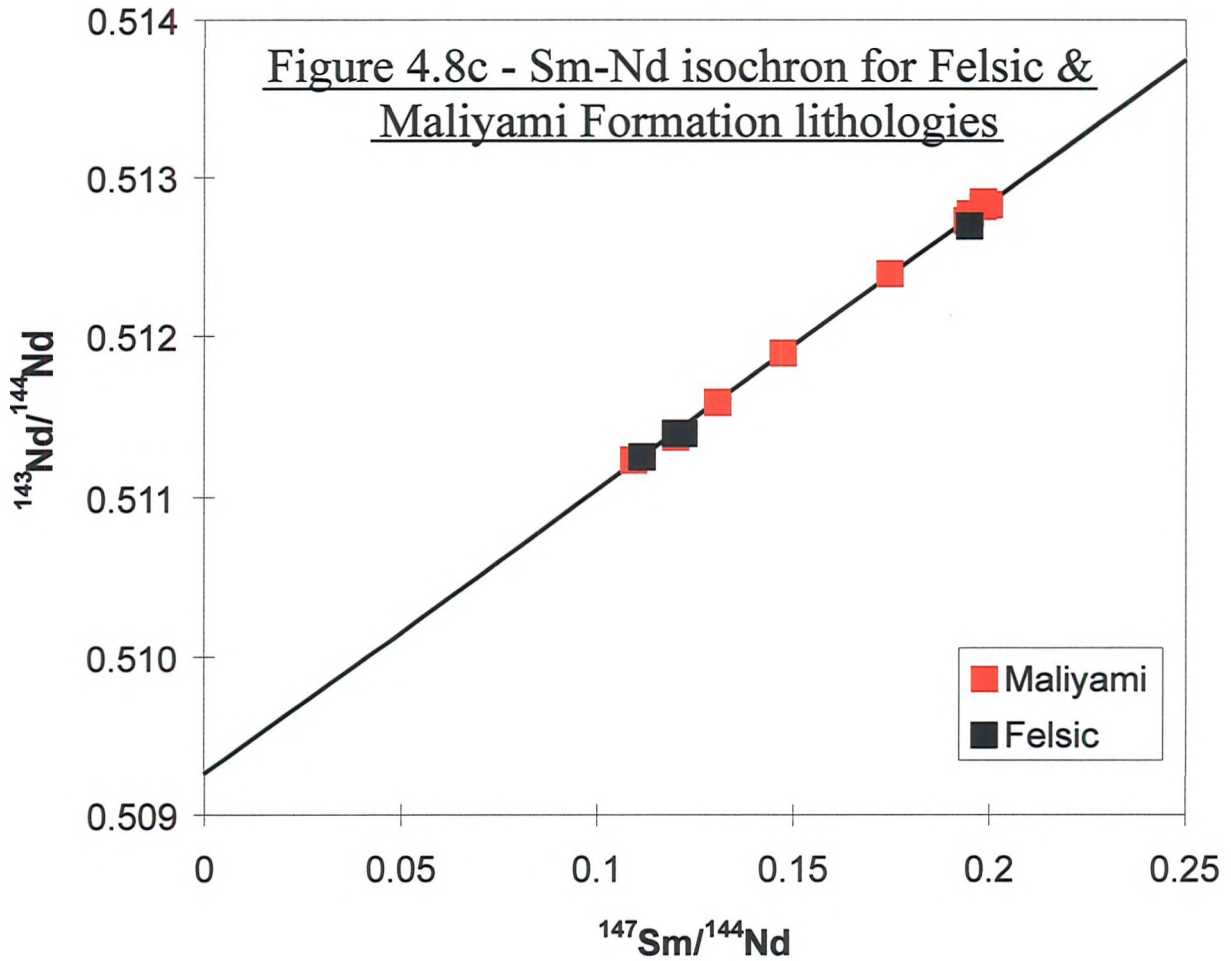 Figure 4.8c - Sm-Nd isochron for Felsic &
Maliyami Formation lithologies
0.514
0.513
0.512
0.511
0.510
0.509
¹⁴³Nd/¹⁴⁴Nd
0 0.05 0.1 0.15 0.2 0.25
¹⁴⁷Sm/¹⁴⁴Nd
Maliyami
Felsic